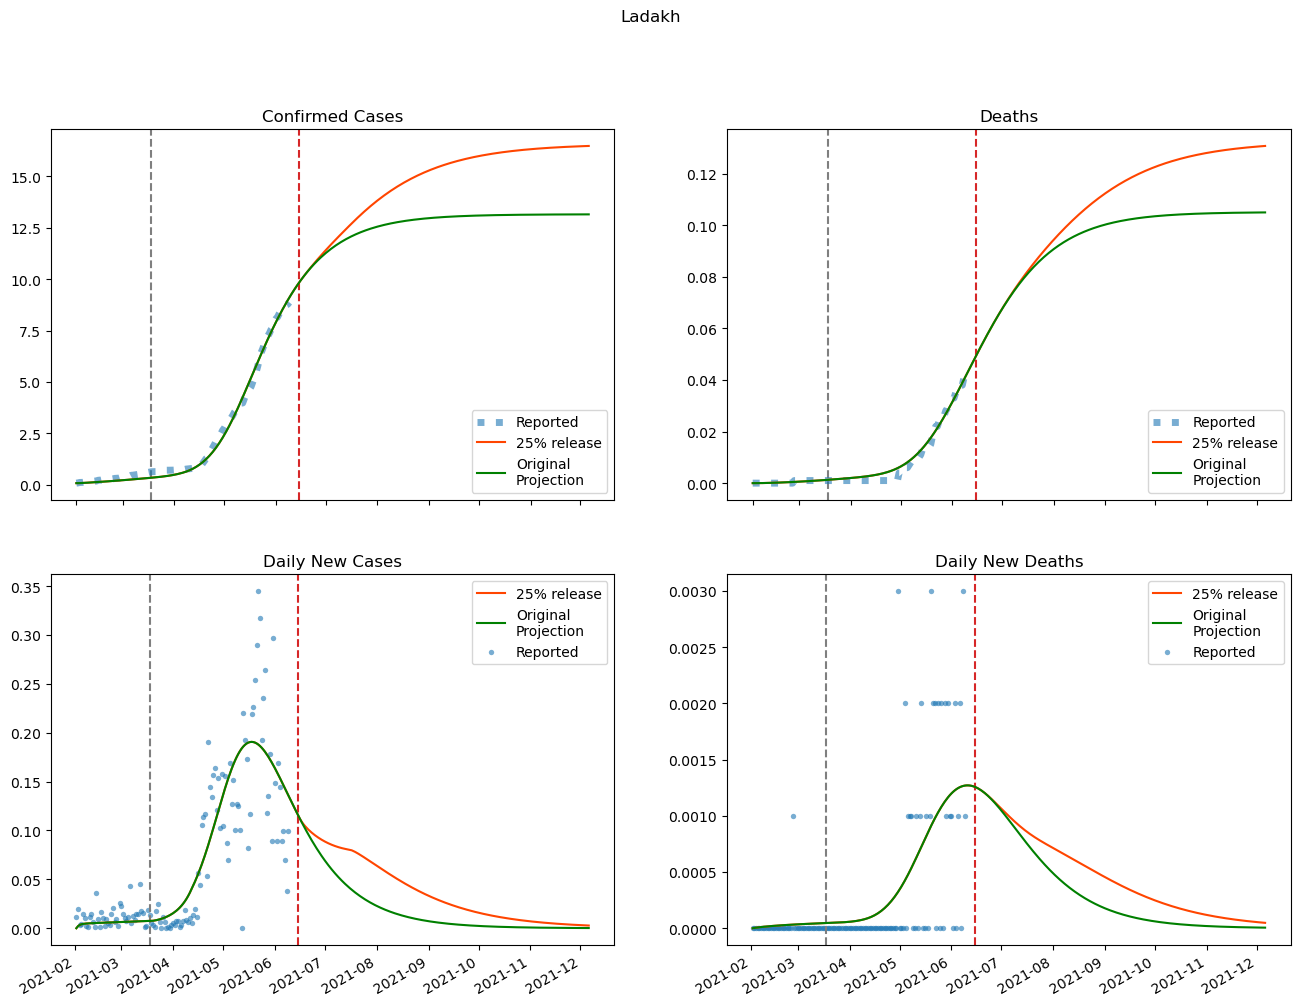 Ladakh
Confirmed Cases
15.0
12.5
10.0
7.5
5.0
2.5
0.0
Reported
25% release
Original
Projection
Deaths
0.12
0.10
0.08
0.06
0.04
0.02
0.00
Reported
25% release
Original
Projection
Daily New Cases
0.35
0.30
0.25
0.20
0.15
0.10
0.05
0.00
25% release
Original
Projection
Reported
2021-02
2021-03
2021-04
2021-05
2021-06
2021-07
2021-08
2021-09
2021-10
2021-11
2021-12
Daily New Deaths
0.0030
0.0025
0.0020
0.0015
0.0010
0.0005
0.0000
25% release
Original
Projection
Reported
2021-02
2021-03
2021-04
2021-05
2021-06
2021-07
2021-08
2021-09
2021-10
2021-11
2021-12